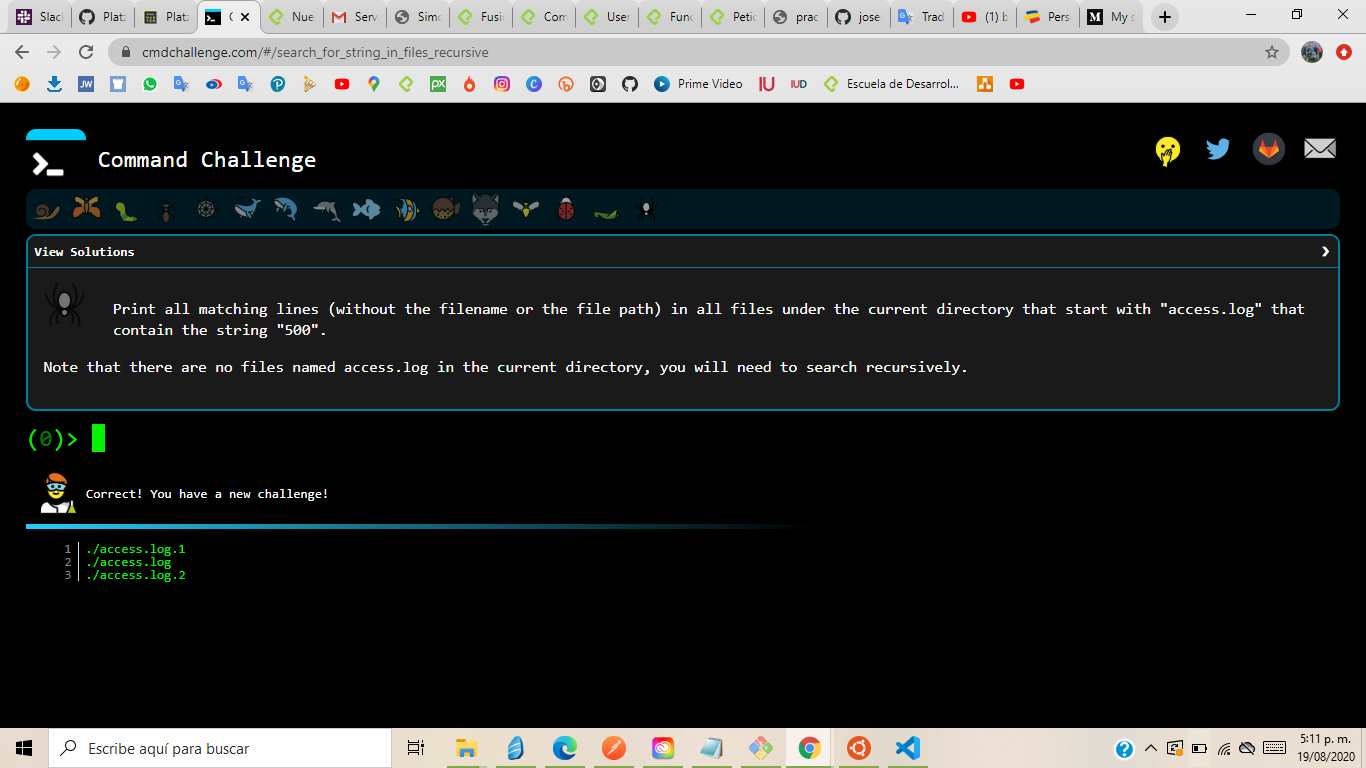 Slac
Plat
Plat
C
Nue
Serv
Simo
Fusi
Com
User
Func
Petic
prac
jose
Trad
(1) b
Pers
My s
cmdchallenge.com/#/search_for_string_in_files_recursive
JW
PX
Prime Video
IU
IUD
Escuela de Desarrol...
Command Challenge
View Solutions
Print all matching lines (without the filename or the file path) in all files under the current directory that start with "access.log" that
contain the string "500".
Note that there are no files named access.log in the current directory, you will need to search recursively.
(0)>
Correct! You have a new challenge!
1 ./access.log.1
2 ./access.log
3 ./access.log.2
Escribe aquí para buscar
5:11 p. m.
19/08/2020